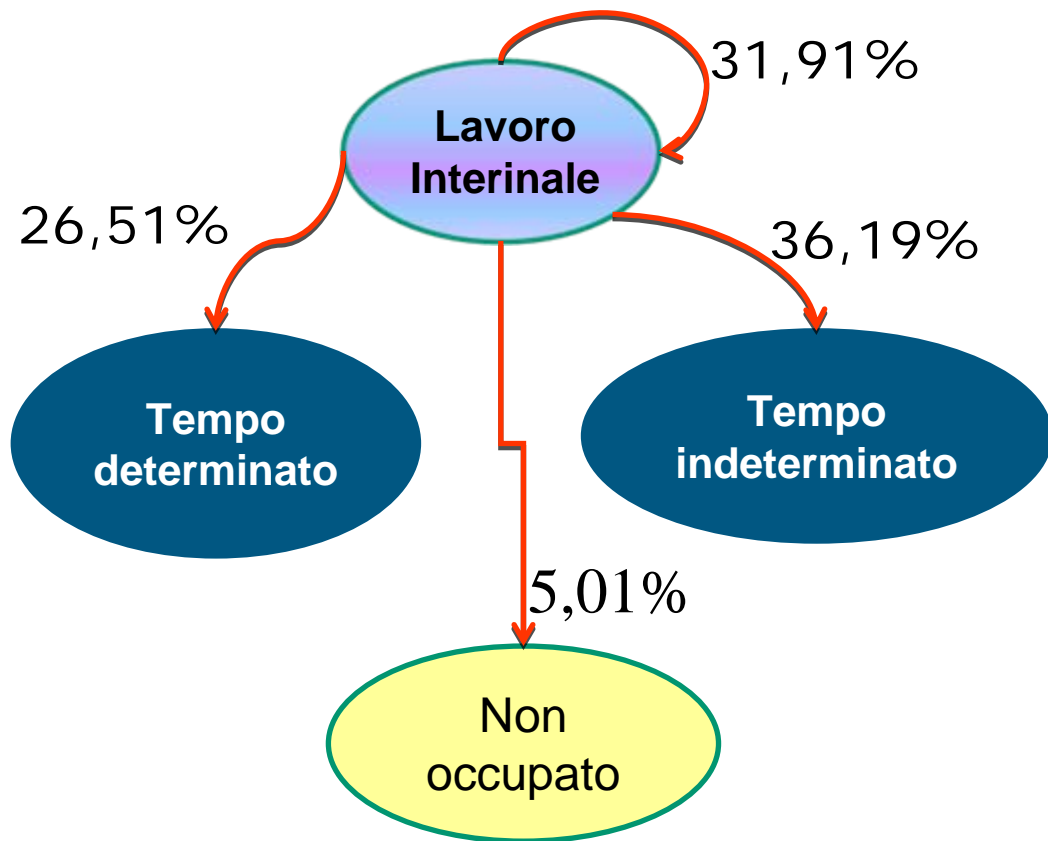 31,91%
Lavoro
Interinale
26,51%
36,19%
Tempo
determinato
Tempo
indeterminato
5,01%
Non
occupato